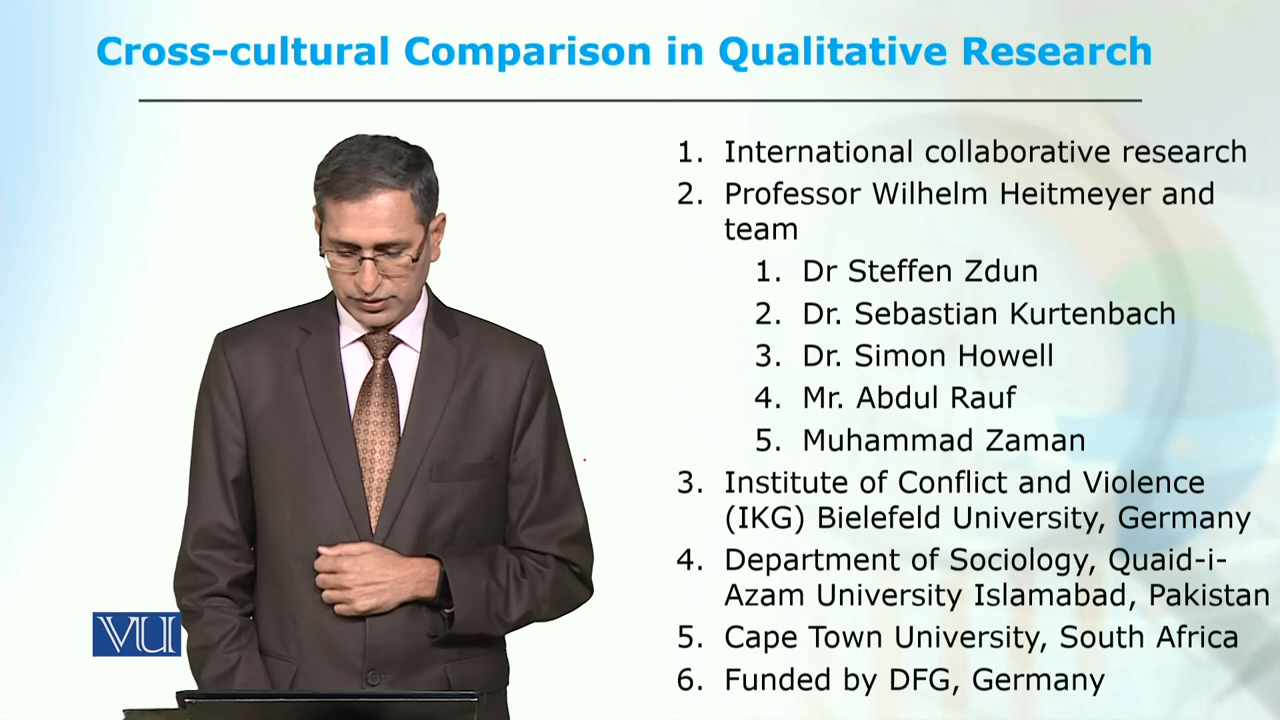 Cross-cultural Comparison in Qualitative Research
1. International collaborative research
2. Professor Wilhelm Heitmeyer and
team
1. Dr Steffen Zdun
2. Dr. Sebastian Kurtenbach
3. Dr. Simon Howell
4. Mr. Abdul Rauf
5. Muhammad Zaman
3. Institute of Conflict and Violence
(IKG) Bielefeld University, Germany
4. Department of Sociology, Quaid-i-
Azam University Islamabad, Pakistan
5. Cape Town University, South Africa
6. Funded by DFG, Germany
VU